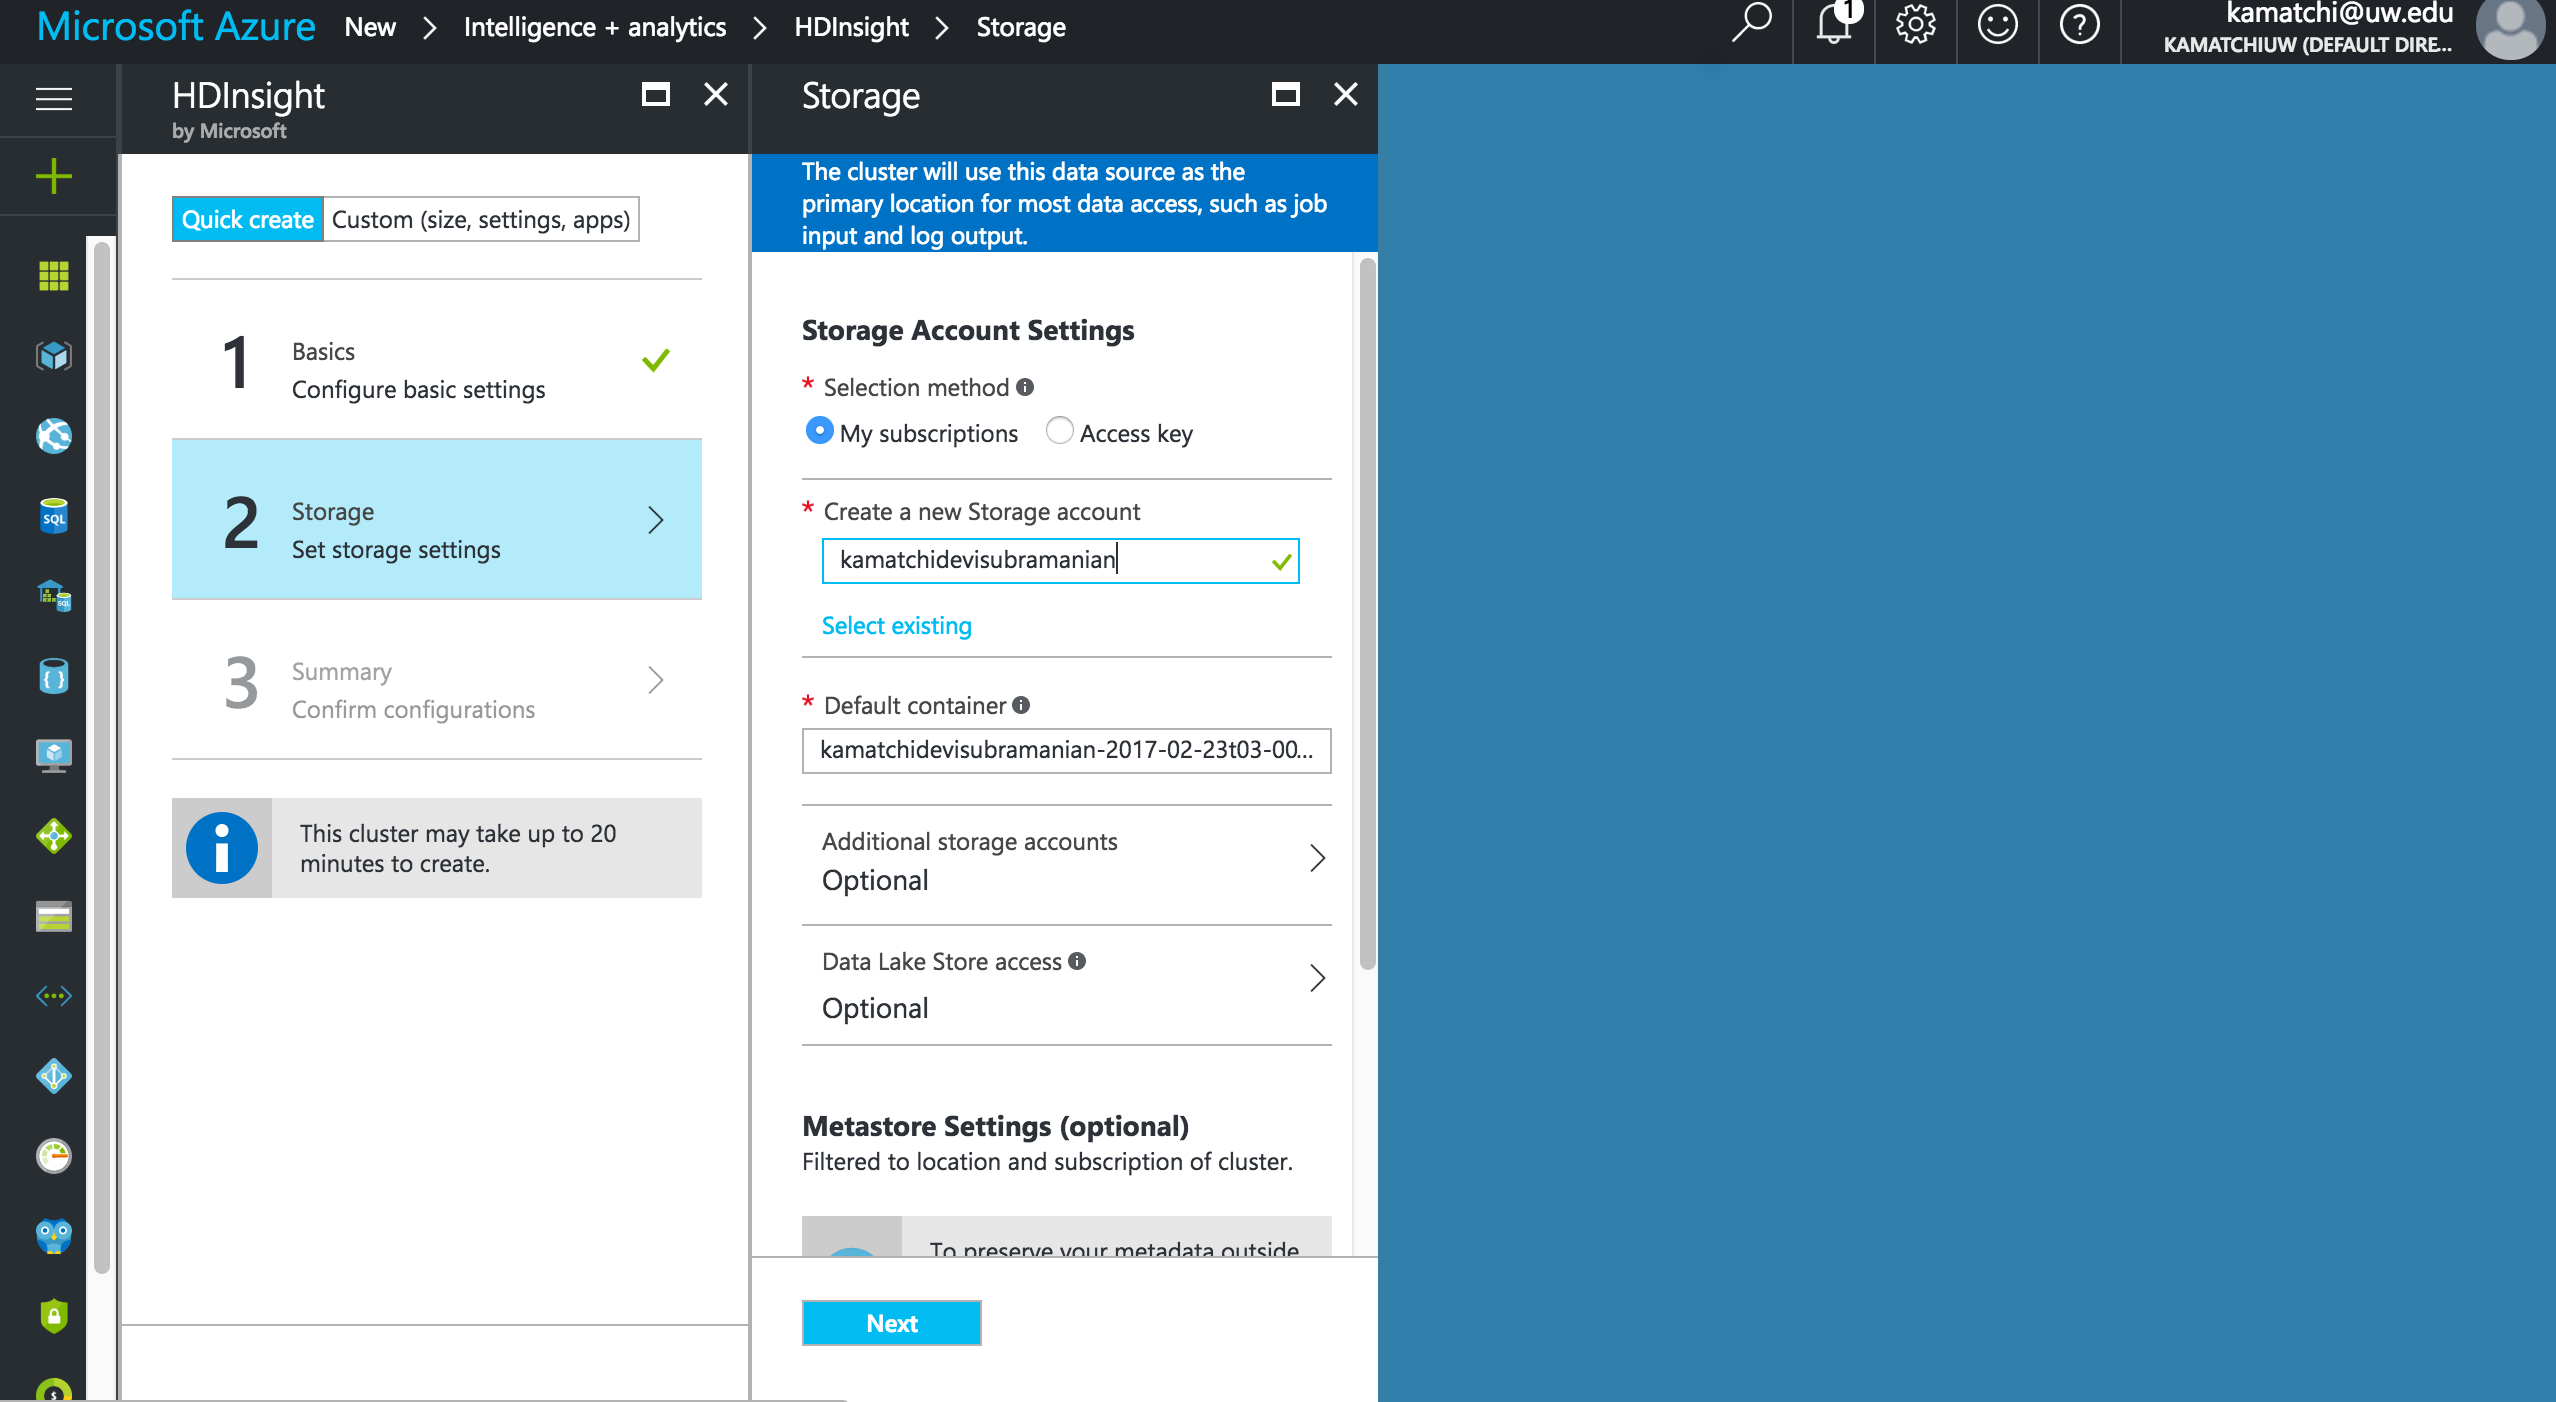 Microsoft Azure New Intelligence + analytics HDInsight Storage
1
kamatchi@uw.edu
KAMATCHIUW (DEFAULT DIRE...
HDInsight
by Microsoft
Quick create Custom (size, settings, apps)
1 Basics
Configure basic settings
2 Storage
Set storage settings
3 Summary
Confirm configurations
This cluster may take up to 20
minutes to create.
Storage
The cluster will use this data source as the
primary location for most data access, such as job
input and log output.
Storage Account Settings
* Selection method
My subscriptions Access key
* Create a new Storage account
kamatchidevisubramanian
Select existing
* Default container
kamatchidevisubramanian-2017-02-23t03-00...
Additional storage accounts
Optional
Data Lake Store access
Optional
Metastore Settings (optional)
Filtered to location and subscription of cluster.
To preserve your metadata outside
Next
SQL
SQL